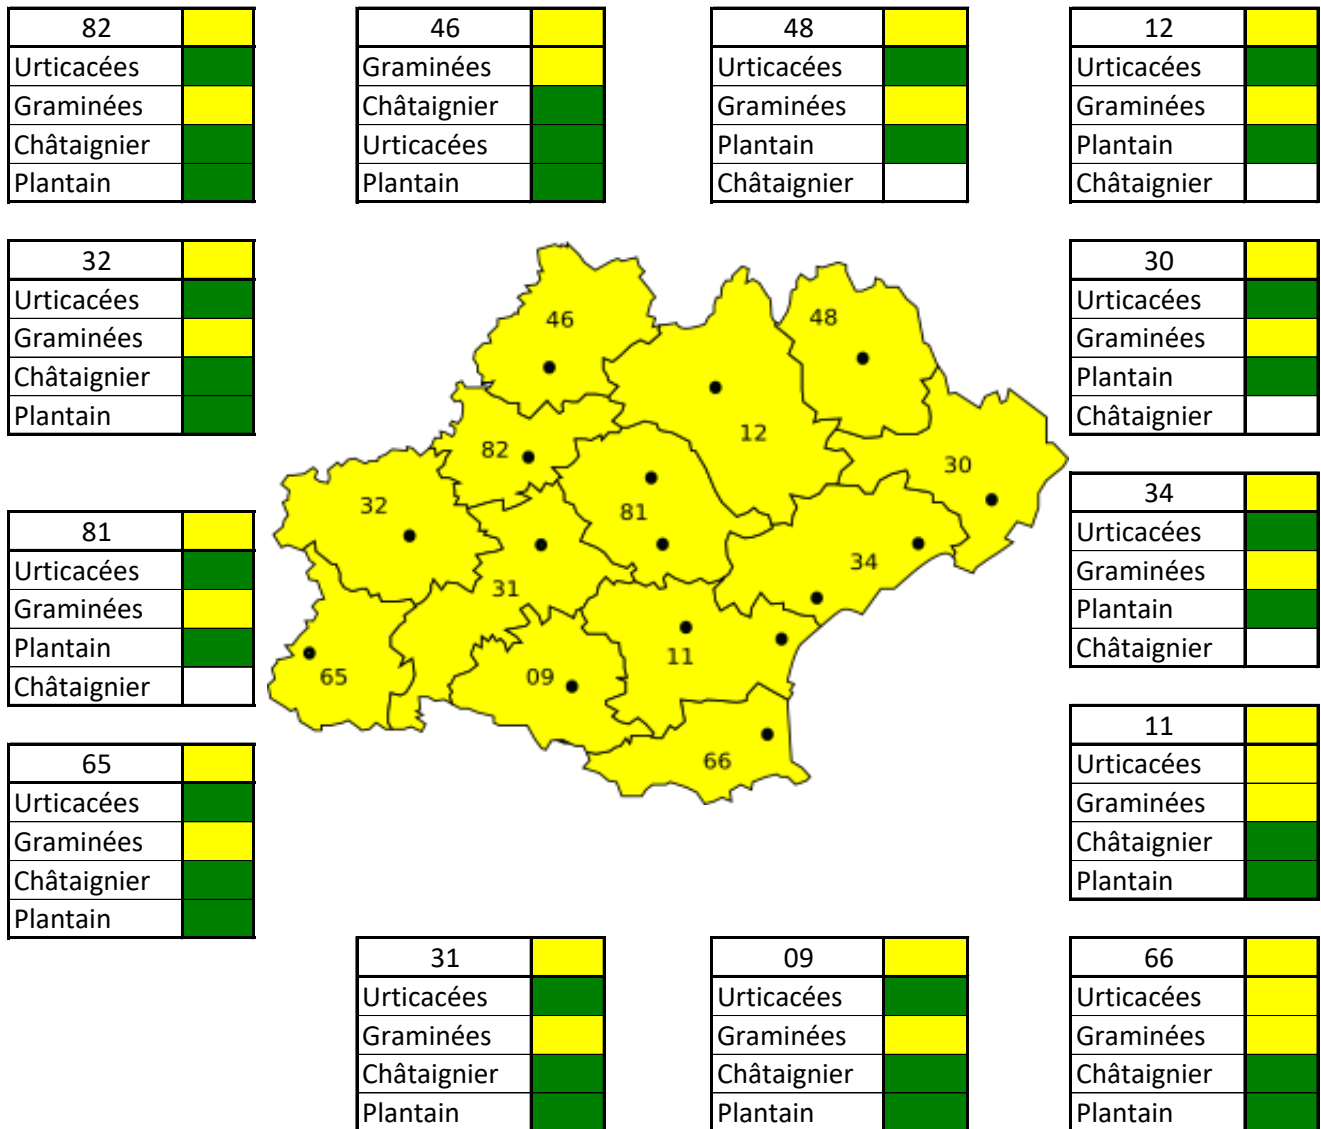 82
Urticacées
Graminées
Châtaignier
Plantain
46
Graminées
Châtaignier
Urticacées
Plantain
48
Urticacées
Graminées
Plantain
Châtaignier
12
Urticacées
Graminées
Plantain
Châtaignier
32
Urticacées
Graminées
Châtaignier
Plantain
81
Urticacées
Graminées
Plantain
Châtaignier
65
Urticacées
Graminées
Châtaignier
Plantain
46
48
12
82
30
32
81
34
31
11
09
65
66
30
Urticacées
Graminées
Plantain
Châtaignier
34
Urticacées
Graminées
Plantain
Châtaignier
11
Urticacées
Graminées
Châtaignier
Plantain
31
Urticacées
Graminées
Châtaignier
Plantain
09
Urticacées
Graminées
Châtaignier
Plantain
66
Urticacées
Graminées
Châtaignier
Plantain